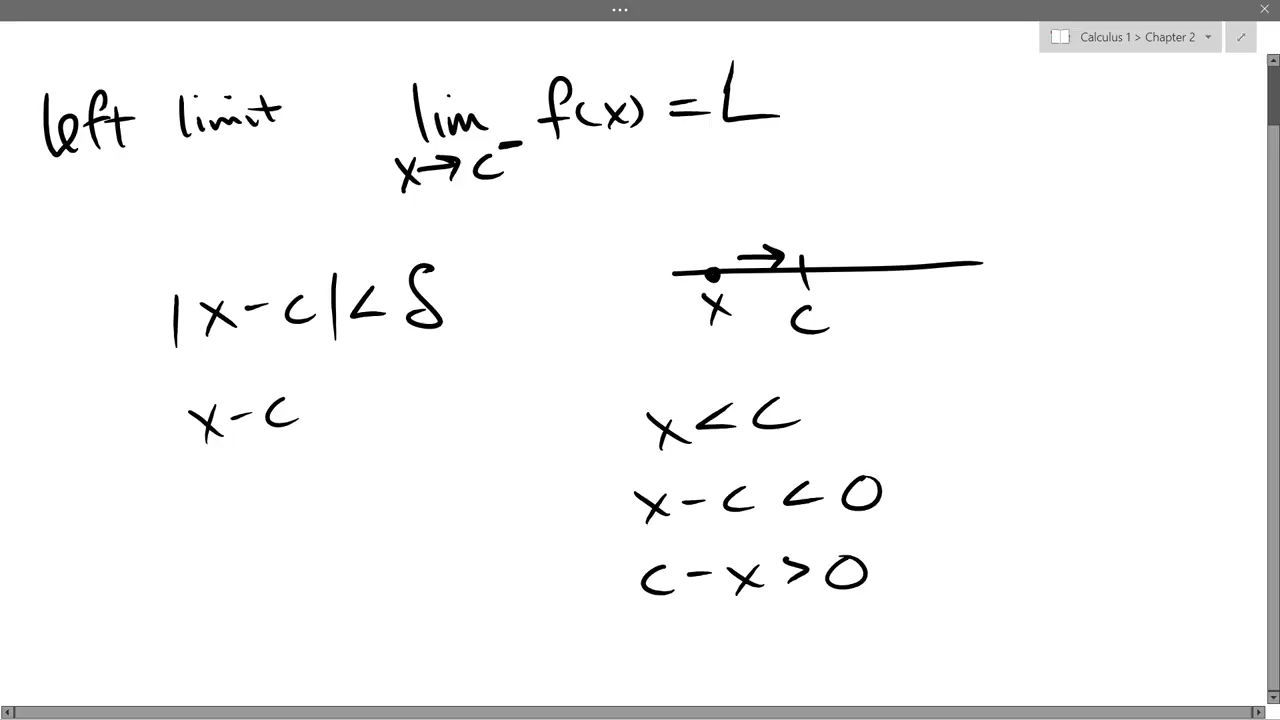 Calculus 1 > Chapter 2
left limit lim f(x) = L
x→c⁻
|x-c|< δ
x c
x-c
x<c
x-c<0
c-x>0